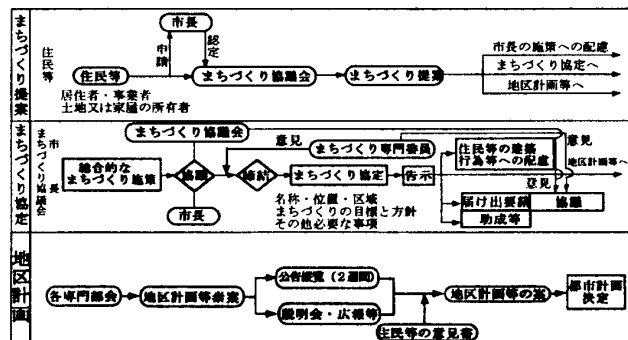 まちづくり提案
住民等
市長
申請
認定
住民等
まちづくり協議会
まちづくり提案
市長の施策への配慮
まちづくり協定へ
地区計画等へ
居住者・事業者
土地又は家屋の所有者
まちづくり協定
市長
まちづくり協議会
まちづくり協議会
総合的な
まちづくり施策
協議
市長
意見
締結
まちづくり専門委員
まちづくり協定
告示
名称・位置・区域
まちづくりの目標と方針
その他必要な事項
住民等の建築
行為等への配慮
意見
意見
地区計画等へ
届け出要請
協議
助成等
地区計画
各専門部会
地区計画等素案
公告縦覧(2週間)
説明会・広報等
住民等の意見書
地区計画等の案
都市計画
決定